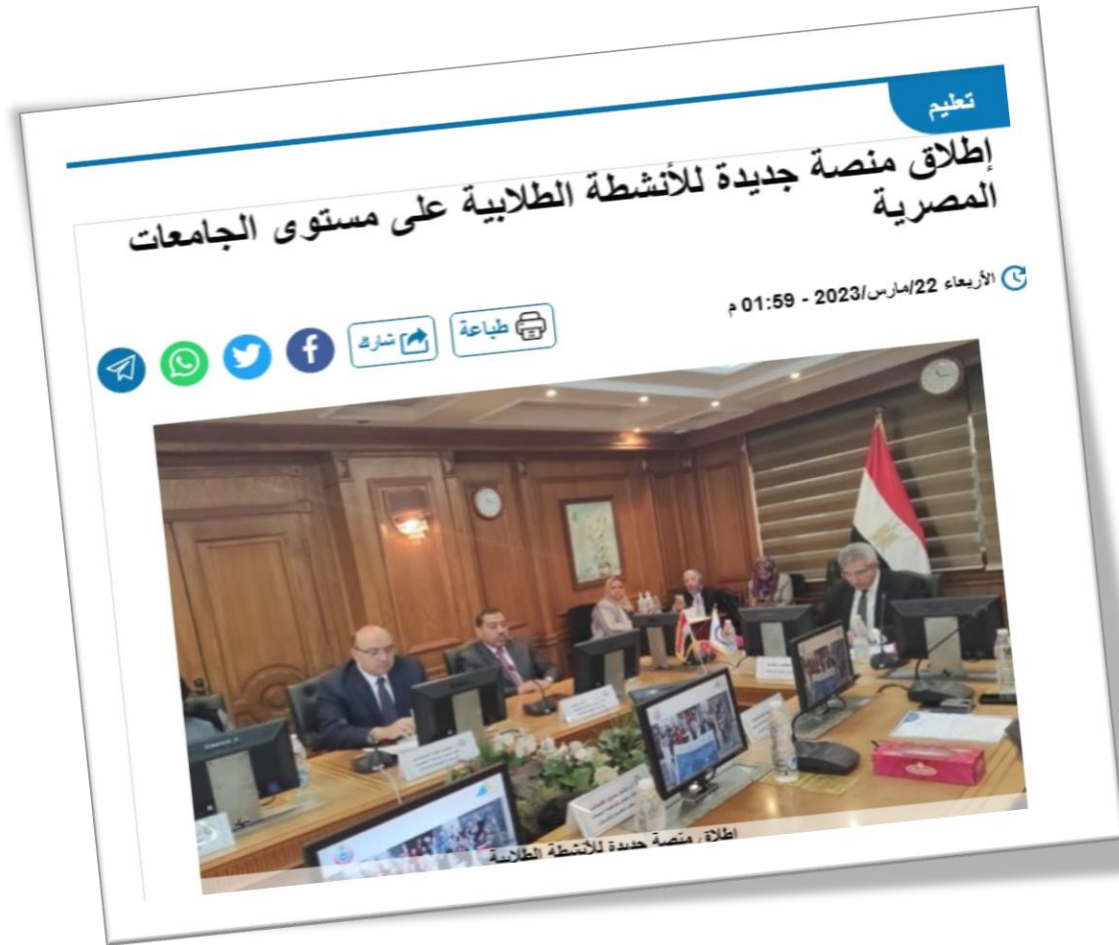 تعليم
إطلاق منصة جديدة للأنشطة الطلابية على مستوى الجامعات
المصرية
الأربعاء 22/مارس/2023 - 01:59 م
طباعة
شارك
إطلاق منصة جديدة للأنشطة الطلابية